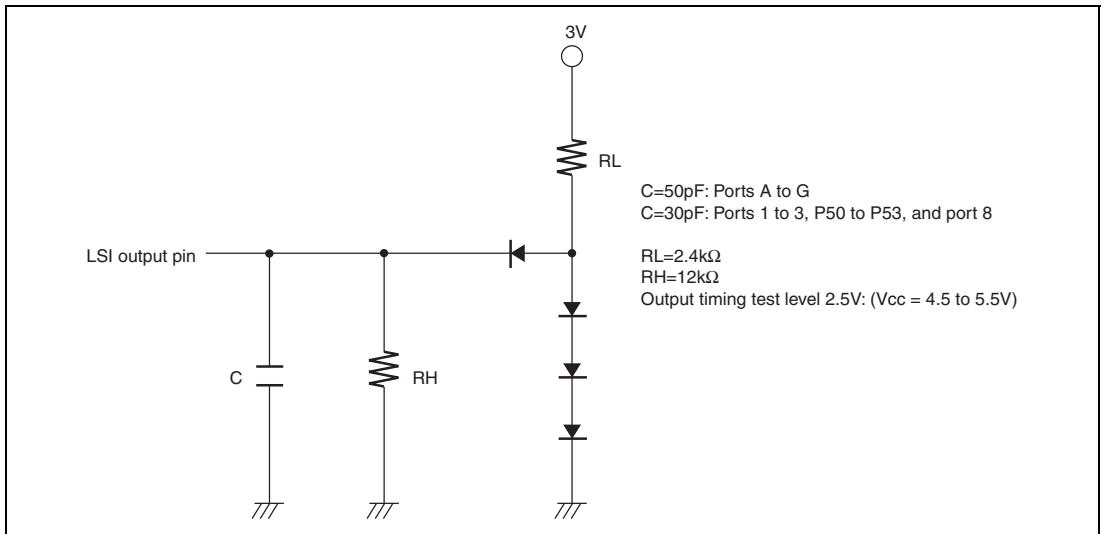 3V
RL
C=50pF: Ports A to G
C=30pF: Ports 1 to 3, P50 to P53, and port 8
LSI output pin
RL=2.4kΩ
RH=12kΩ
Output timing test level 2.5V: (Vcc = 4.5 to 5.5V)
C
RH